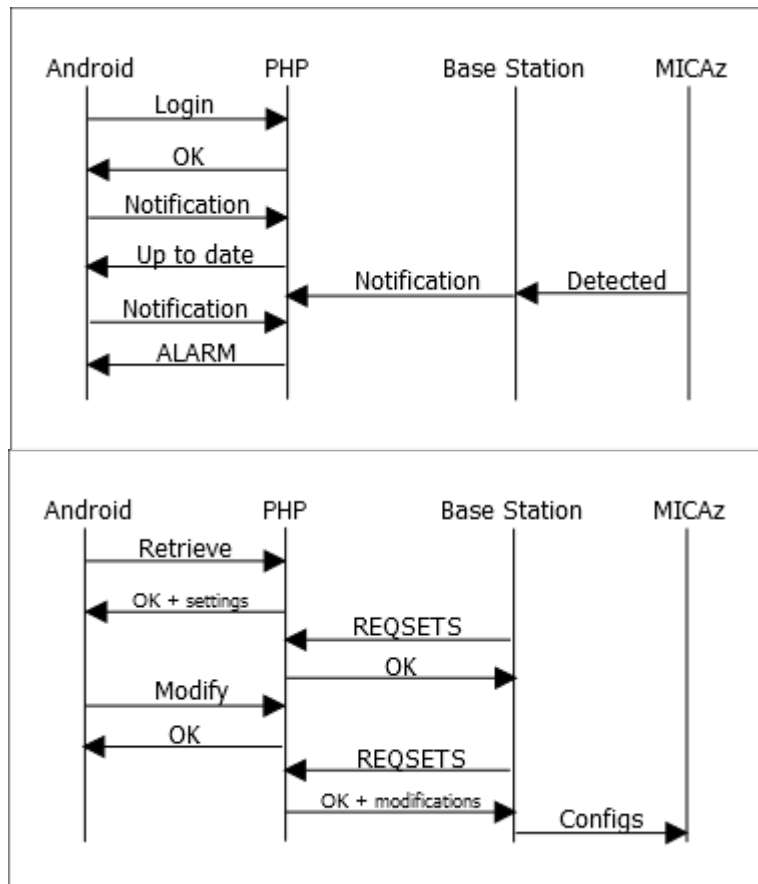 Android PHP Base Station MICAz
Login
OK
Notification
Up to date
Notification Detected
Notification
ALARM
Android PHP Base Station MICAz
Retrieve
OK + settings
REQSETS
OK
Modify
OK
REQSETS
OK + modifications
Configs